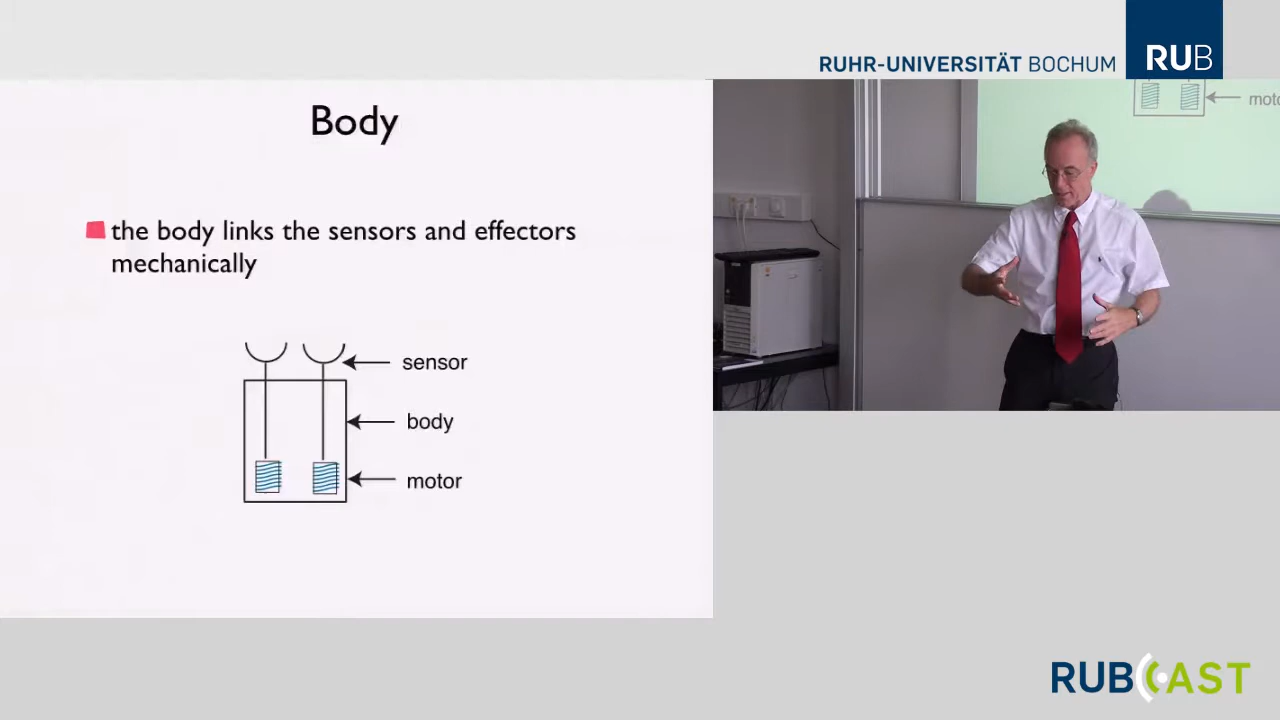 RUHR-UNIVERSITÄT BOCHUM
RUB
Body
the body links the sensors and effectors
mechanically
sensor
body
motor
RUBCAST